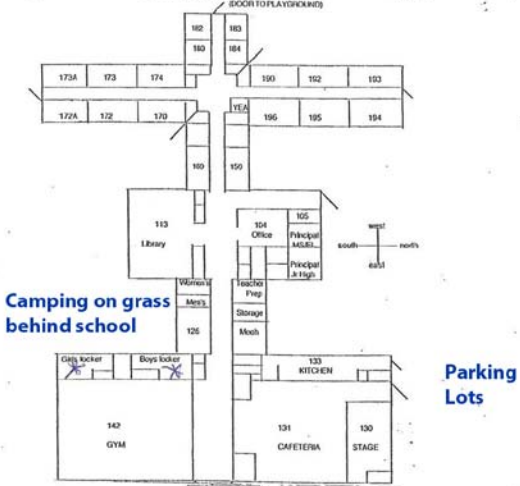 (DOOR TO PLAYGROUND)
182
183
180
184
173A
173
174
190
192
193
172A
172
170
YEA
196
195
194
160
150
113
Library
104
Office
105
Principal
Principal
Jr High
west
south
north
east
Women's
Men's
126
Teacher
Prep
Storage
Mech
Camping on grass
behind school
Girls locker
Boys locker
133
KITCHEN
Parking
Lots
142
GYM
131
CAFETERIA
130
STAGE